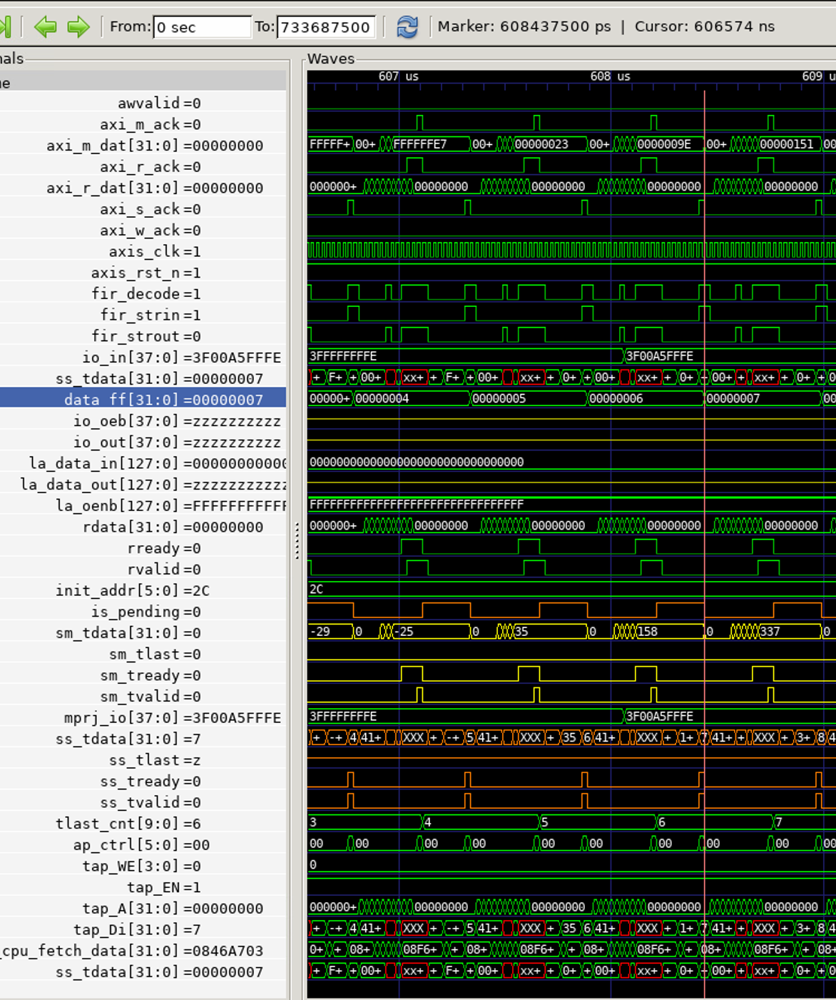 From: 0 sec To: 733687500 Marker: 608437500 ps | Cursor: 606574 ns
nals Waves
ne 607 us 608 us 609 u
awvalid =0
axi_m_ack =0
axi_m_dat[31:0] =00000000 FFFFF+ 00+ FFFFFFE7 00+ 00000023 00+ 0000009E 00+ 00000151 00
axi_r_ack =0
axi_r_dat[31:0] =00000000 000000+ 00000000 00000000 00000000 00000000
axi_s_ack =0
axi_w_ack =0
axis_clk =1
axis_rst_n =1
fir_decode =1
fir_strin =1
fir_strout =0
io_in[37:0] =3F00A5FFFE 3FFFFFFFFE 3F00A5FFFE
ss_tdata[31:0] =00000007 + F+ + 00+ xx+ + F+ + 00+ xx+ + 0+ + 00+ xx+ + 0+ + 00+ + xx+ + 0+ + 0
data_ff[31:0] =00000007 00000+ 00000004 00000005 00000006 00000007 00
io_oeb[37:0] =zzzzzzzzzz
io_out[37:0] =zzzzzzzzzz
la_data_in[127:0] =00000000000 00000000000000000000000000000000
la_data_out[127:0] =zzzzzzzzzzz
la_oenb[127:0] =FFFFFFFFFFF FFFFFFFFFFFFFFFFFFFFFFFFFFFFFFFF
rdata[31:0] =00000000 000000+ 00000000 00000000 00000000 00000000
rready =0
rvalid =0
init_addr[5:0] =2C 2C
is_pending =0
sm_tdata[31:0] =0 -29 0 -25 0 35 0 158 0 337 0
sm_tlast =0
sm_tready =0
sm_tvalid =0
mprj_io[37:0] =3F00A5FFFE 3FFFFFFFFE 3F00A5FFFE
ss_tdata[31:0] =7 + -+ 4 41+ XXX + -+ 5 41+ XXX + 35 6 41+ XXX + 1+ 7 41+ + XXX + 3+ 8 4
ss_tlast =z
ss_tready =0
ss_tvalid =0
tlast_cnt[9:0] =6 3 4 5 6 7
ap_ctrl[5:0] =00 00 00 00 00 00 00 00 00 00 00
tap_WE[3:0] =0 0
tap_EN =1
tap_A[31:0] =00000000 000000+ 00000000 00000000 00000000 00000000
tap_Di[31:0] =7 + -+ 4 41+ XXX + -+ 5 41+ XXX + 35 6 41+ XXX + 1+ 7 41+ + XXX + 3+ 8 4
_cpu_fetch_data[31:0] =0846A703 0+ + 08+ 08F6+ + 08+ 08F6+ + 08+ 08F6+ + 08+ 08F6+ + 08+
ss_tdata[31:0] =00000007 + F+ + 00+ xx+ + F+ + 00+ xx+ + 0+ + 00+ xx+ + 0+ + 00+ + xx+ + 0+ + 0